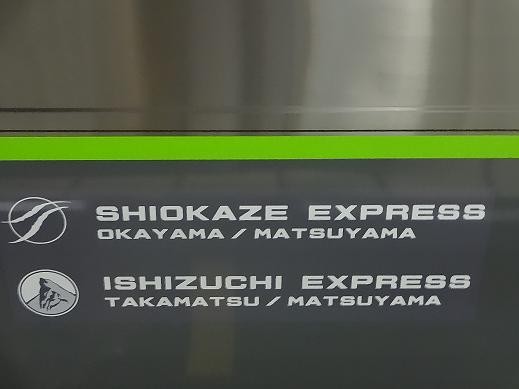 SHIOKAZE EXPRESS
OKAYAMA / MATSUYAMA
ISHIZUCHI EXPRESS
TAKAMATSU / MATSUYAMA